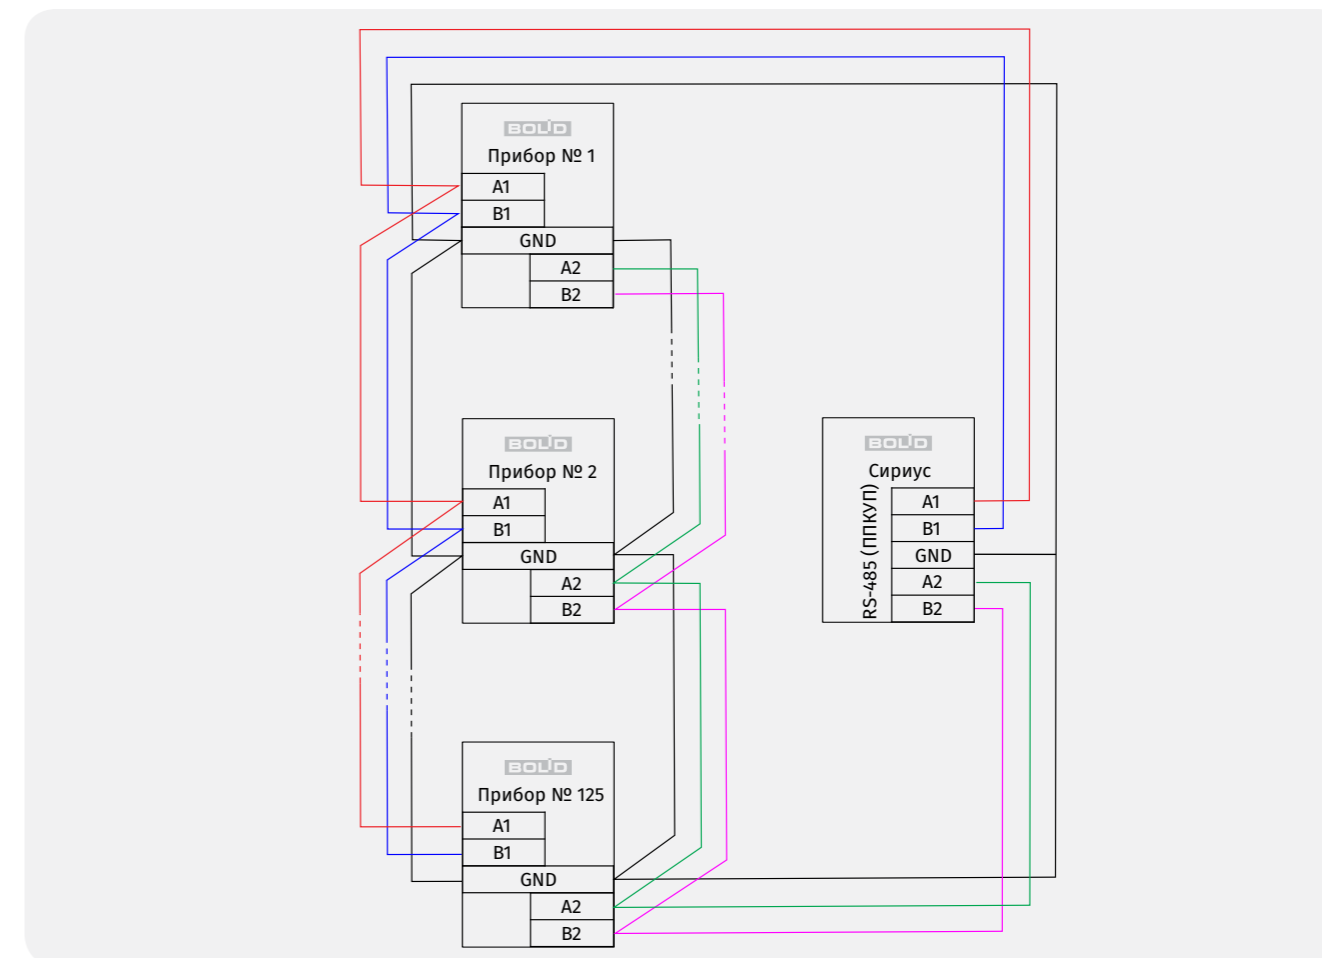 BOLID
Прибор № 1
A1
B1
GND
A2
B2
BOLID
Прибор № 2
A1
B1
GND
A2
B2
BOLID
Сириус
RS-485 (ППКУП)
A1
B1
GND
A2
B2
BOLID
Прибор № 125
A1
B1
GND
A2
B2